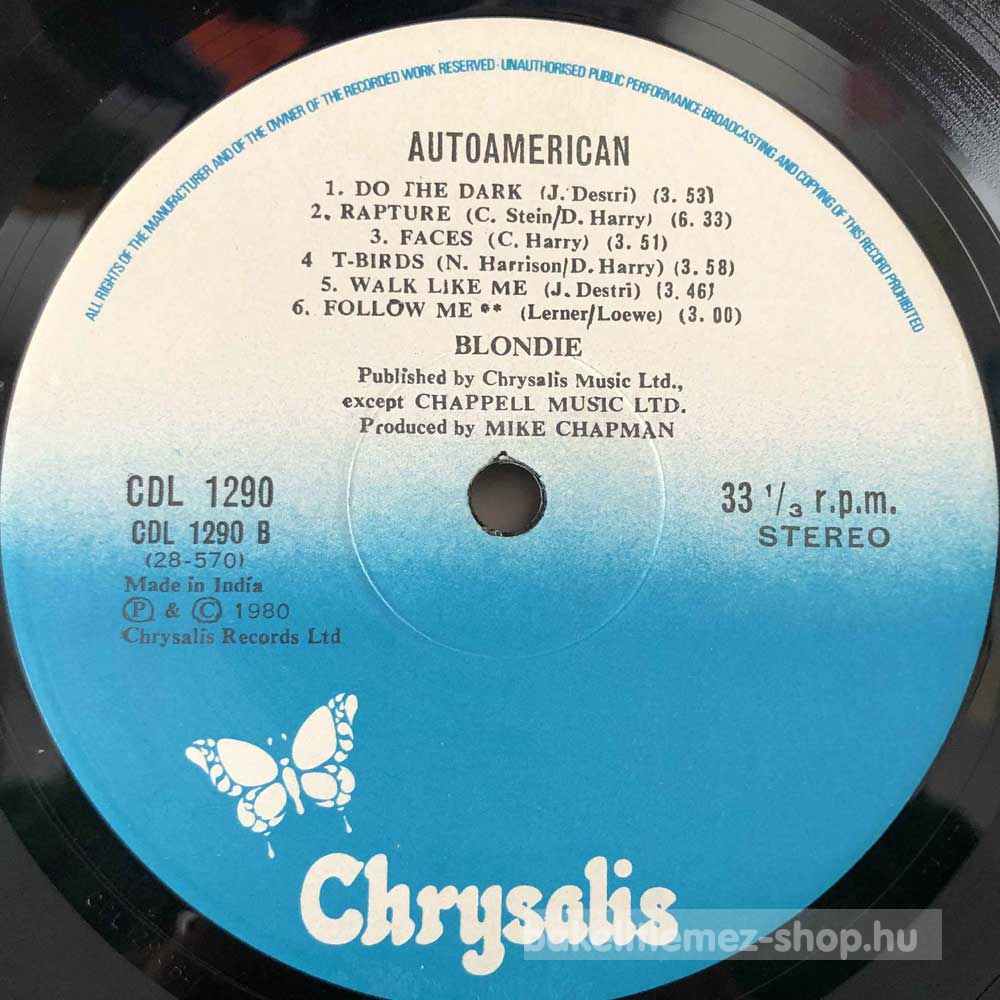 ALL RIGHTS OF THE MANUFACTURER AND OF THE OWNER OF THE RECORDED WORK RESERVED · UNAUTHORISED PUBLIC PERFORMANCE BROADCASTING AND COPYING OF THIS RECORD PROHIBITED
AUTOAMERICAN
1. DO THE DARK (J. Destri) (3. 53)
2. RAPTURE (C. Stein/D. Harry) (6. 33)
3. FACES (C. Harry) (3. 51)
4 T-BIRDS (N. Harrison/D. Harry) (3. 58)
5. WALK LIKE ME (J. Destri) (3. 46)
6. FOLLOW ME ** (Lerner/Loewe) (3. 00)
BLONDIE
Published by Chrysalis Music Ltd.,
except CHAPPELL MUSIC LTD.
Produced by MIKE CHAPMAN
CDL 1290
CDL 1290 B
(28-570)
Made in India
Ⓟ & © 1980
Chrysalis Records Ltd
33 1/3 r.p.m.
STEREO
Chrysalis
bakelitlemez-shop.hu